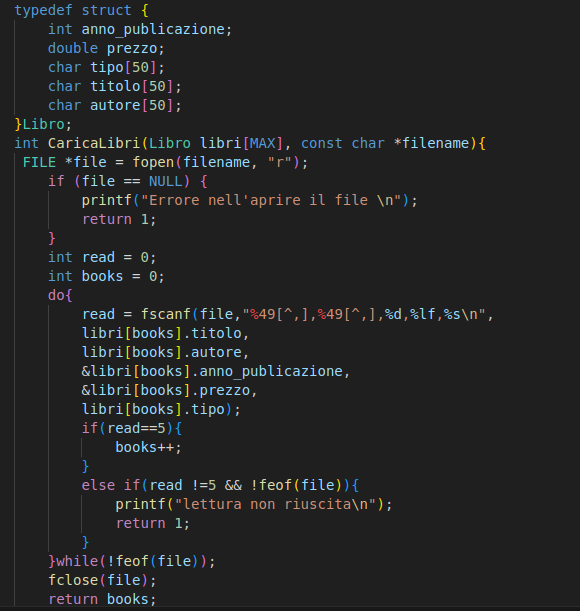 typedef struct {
    int anno_publicazione;
    double prezzo;
    char tipo[50];
    char titolo[50];
    char autore[50];
}Libro;
int CaricaLibri(Libro libri[MAX], const char *filename){
 FILE *file = fopen(filename, "r");
    if (file == NULL) {
        printf("Errore nell'aprire il file \n");
        return 1;
    }
    int read = 0;
    int books = 0;
    do{
        read = fscanf(file,"%49[^,],%49[^,],%d,%lf,%s\n",
        libri[books].titolo,
        libri[books].autore,
        &libri[books].anno_publicazione,
        &libri[books].prezzo,
        libri[books].tipo);
        if(read==5){
            books++;
        }
        else if(read !=5 && !feof(file)){
            printf("lettura non riuscita\n");
            return 1;
        }
    }while(!feof(file));
    fclose(file);
    return books;